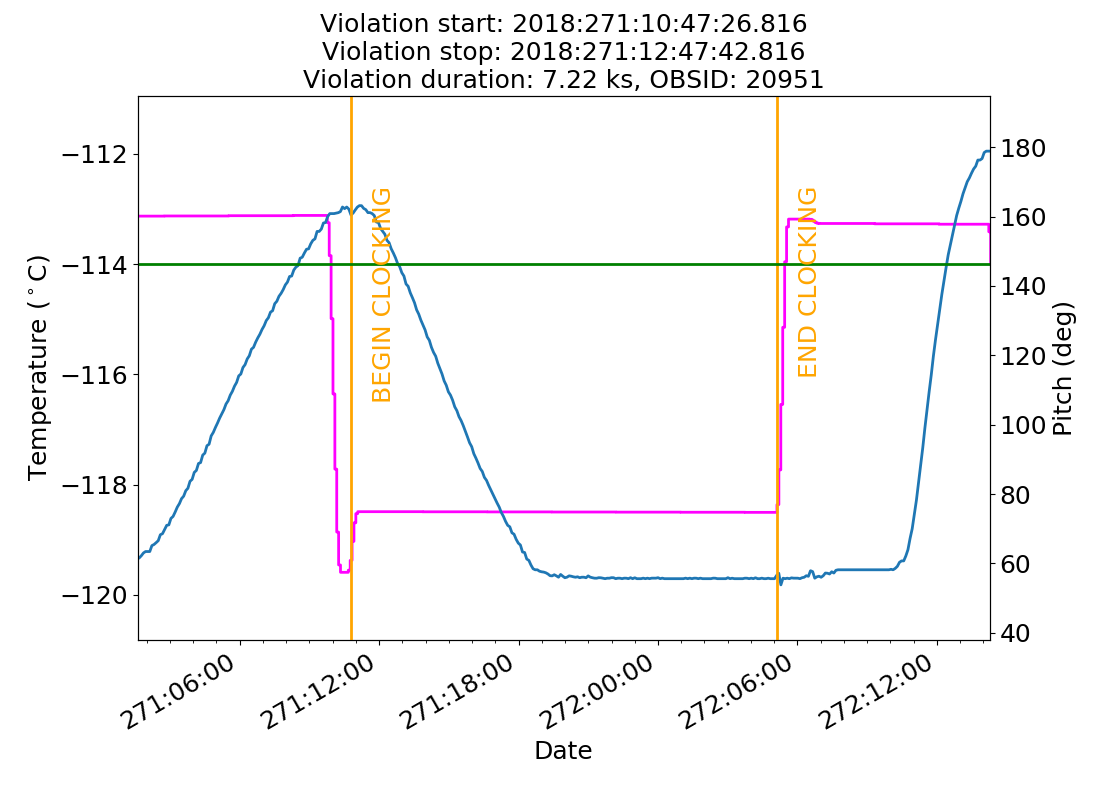 Violation start: 2018:271:10:47:26.816
Violation stop: 2018:271:12:47:42.816
Violation duration: 7.22 ks, OBSID: 20951
−112
−114
−116
−118
−120
Temperature (°C)
BEGIN CLOCKING
END CLOCKING
180
160
140
120
100
80
60
40
Pitch (deg)
271:06:00
271:12:00
271:18:00
272:00:00
272:06:00
272:12:00
Date